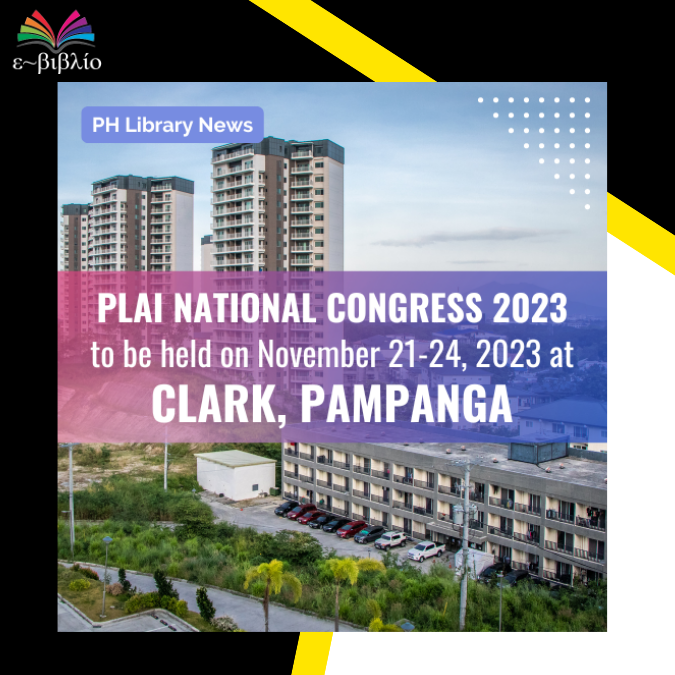 ε~βιβλίο
PH Library News
PLAI NATIONAL CONGRESS 2023
to be held on November 21-24, 2023 at
CLARK, PAMPANGA